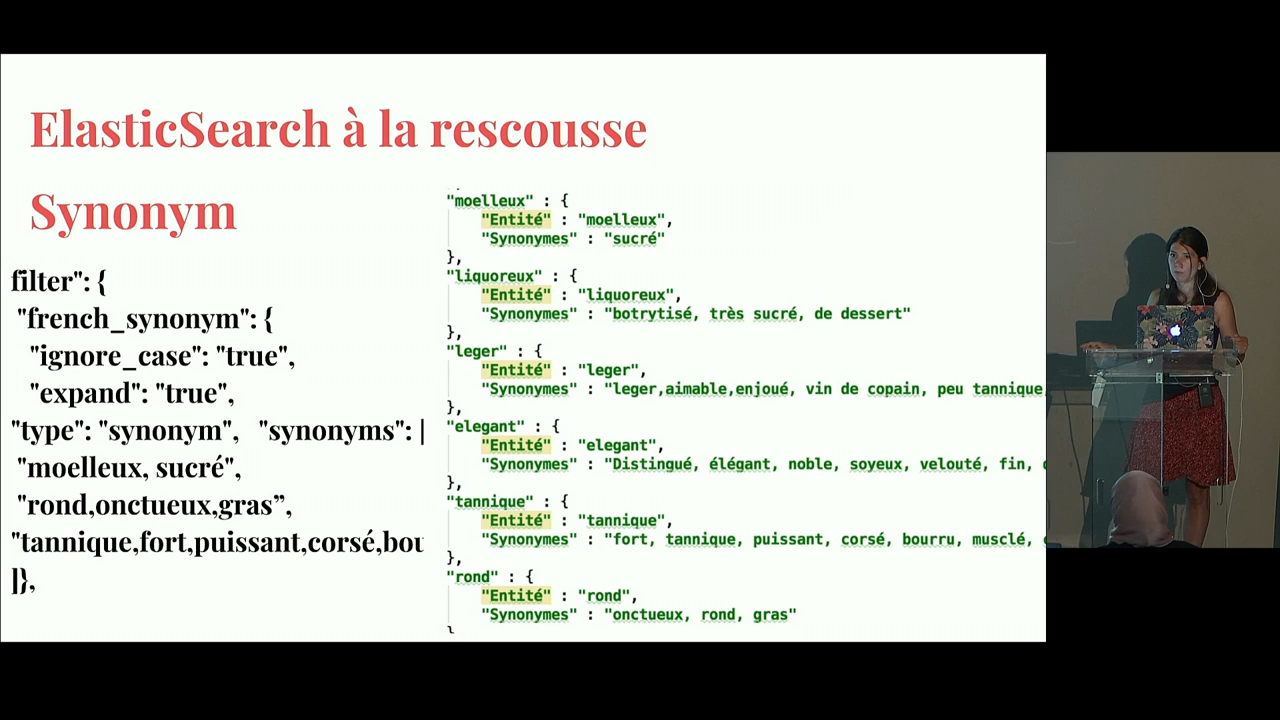 ElasticSearch à la rescousse
Synonym
filter": {
"french_synonym": {
"ignore_case": "true",
"expand": "true",
"type": "synonym", "synonyms": [
"moelleux, sucré",
"rond,onctueux,gras”,
"tannique,fort,puissant,corsé,bou
]},
"moelleux" : {
"Entité" : "moelleux",
"Synonymes" : "sucré"
},
"liquoreux" : {
"Entité" : "liquoreux",
"Synonymes" : "botrytisé, très sucré, de dessert"
},
"leger" : {
"Entité" : "leger",
"Synonymes" : "leger,aimable,enjoué, vin de copain, peu tannique,
},
"elegant" : {
"Entité" : "elegant",
"Synonymes" : "Distingué, élégant, noble, soyeux, velouté, fin,
},
"tannique" : {
"Entité" : "tannique",
"Synonymes" : "fort, tannique, puissant, corsé, bourru, musclé,
},
"rond" : {
"Entité" : "rond",
"Synonymes" : "onctueux, rond, gras"